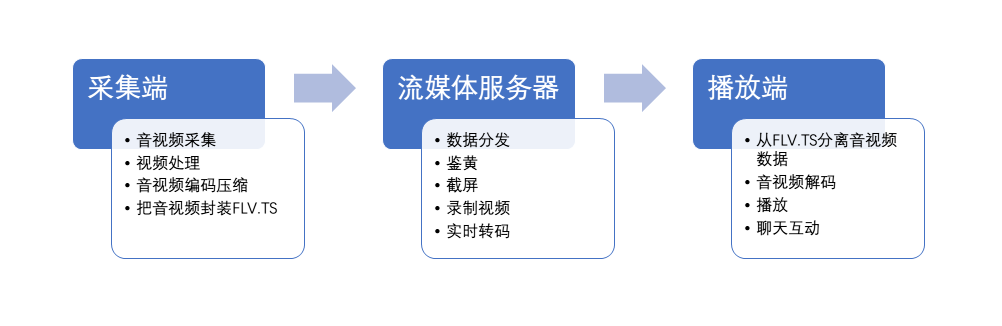 采集端
• 音视频采集
• 视频处理
• 音视频编码压缩
• 把音视频封装FLV.TS
流媒体服务器
• 数据分发
• 鉴黄
• 截屏
• 录制视频
• 实时转码
播放端
• 从FLV.TS分离音视频
数据
• 音视频解码
• 播放
• 聊天互动